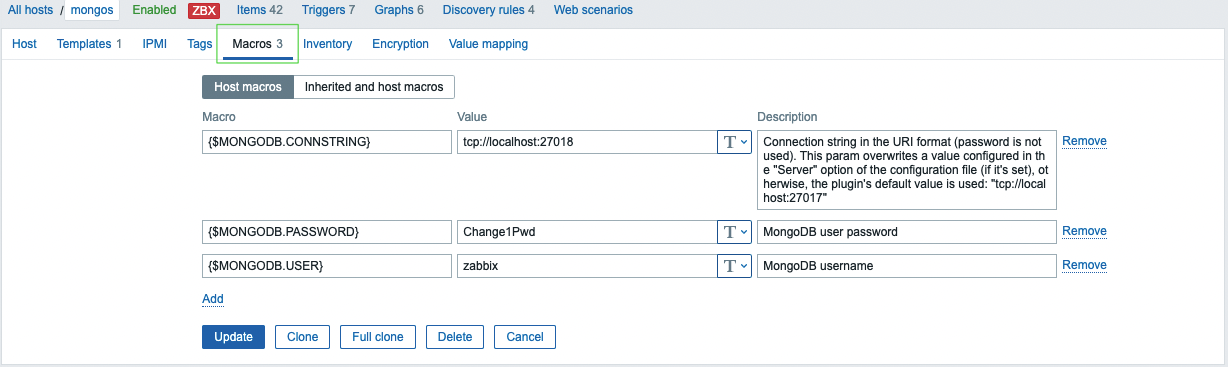 All hosts / mongos Enabled ZBX Items 42 Triggers 7 Graphs 6 Discovery rules 4 Web scenarios
Host Templates 1 IPMI Tags Macros 3 Inventory Encryption Value mapping
Host macros Inherited and host macros
Macro Value Description
{$MONGODB.CONNSTRING} tcp://localhost:27018 T Connection string in the URI format (password is not Remove
used). This param overwrites a value configured in th
e "Server" option of the configuration file (if it's set), ot
herwise, the plugin's default value is used: "tcp://local
host:27017"
{$MONGODB.PASSWORD} Change1Pwd T MongoDB user password Remove
{$MONGODB.USER} zabbix T MongoDB username Remove
Add
Update Clone Full clone Delete Cancel